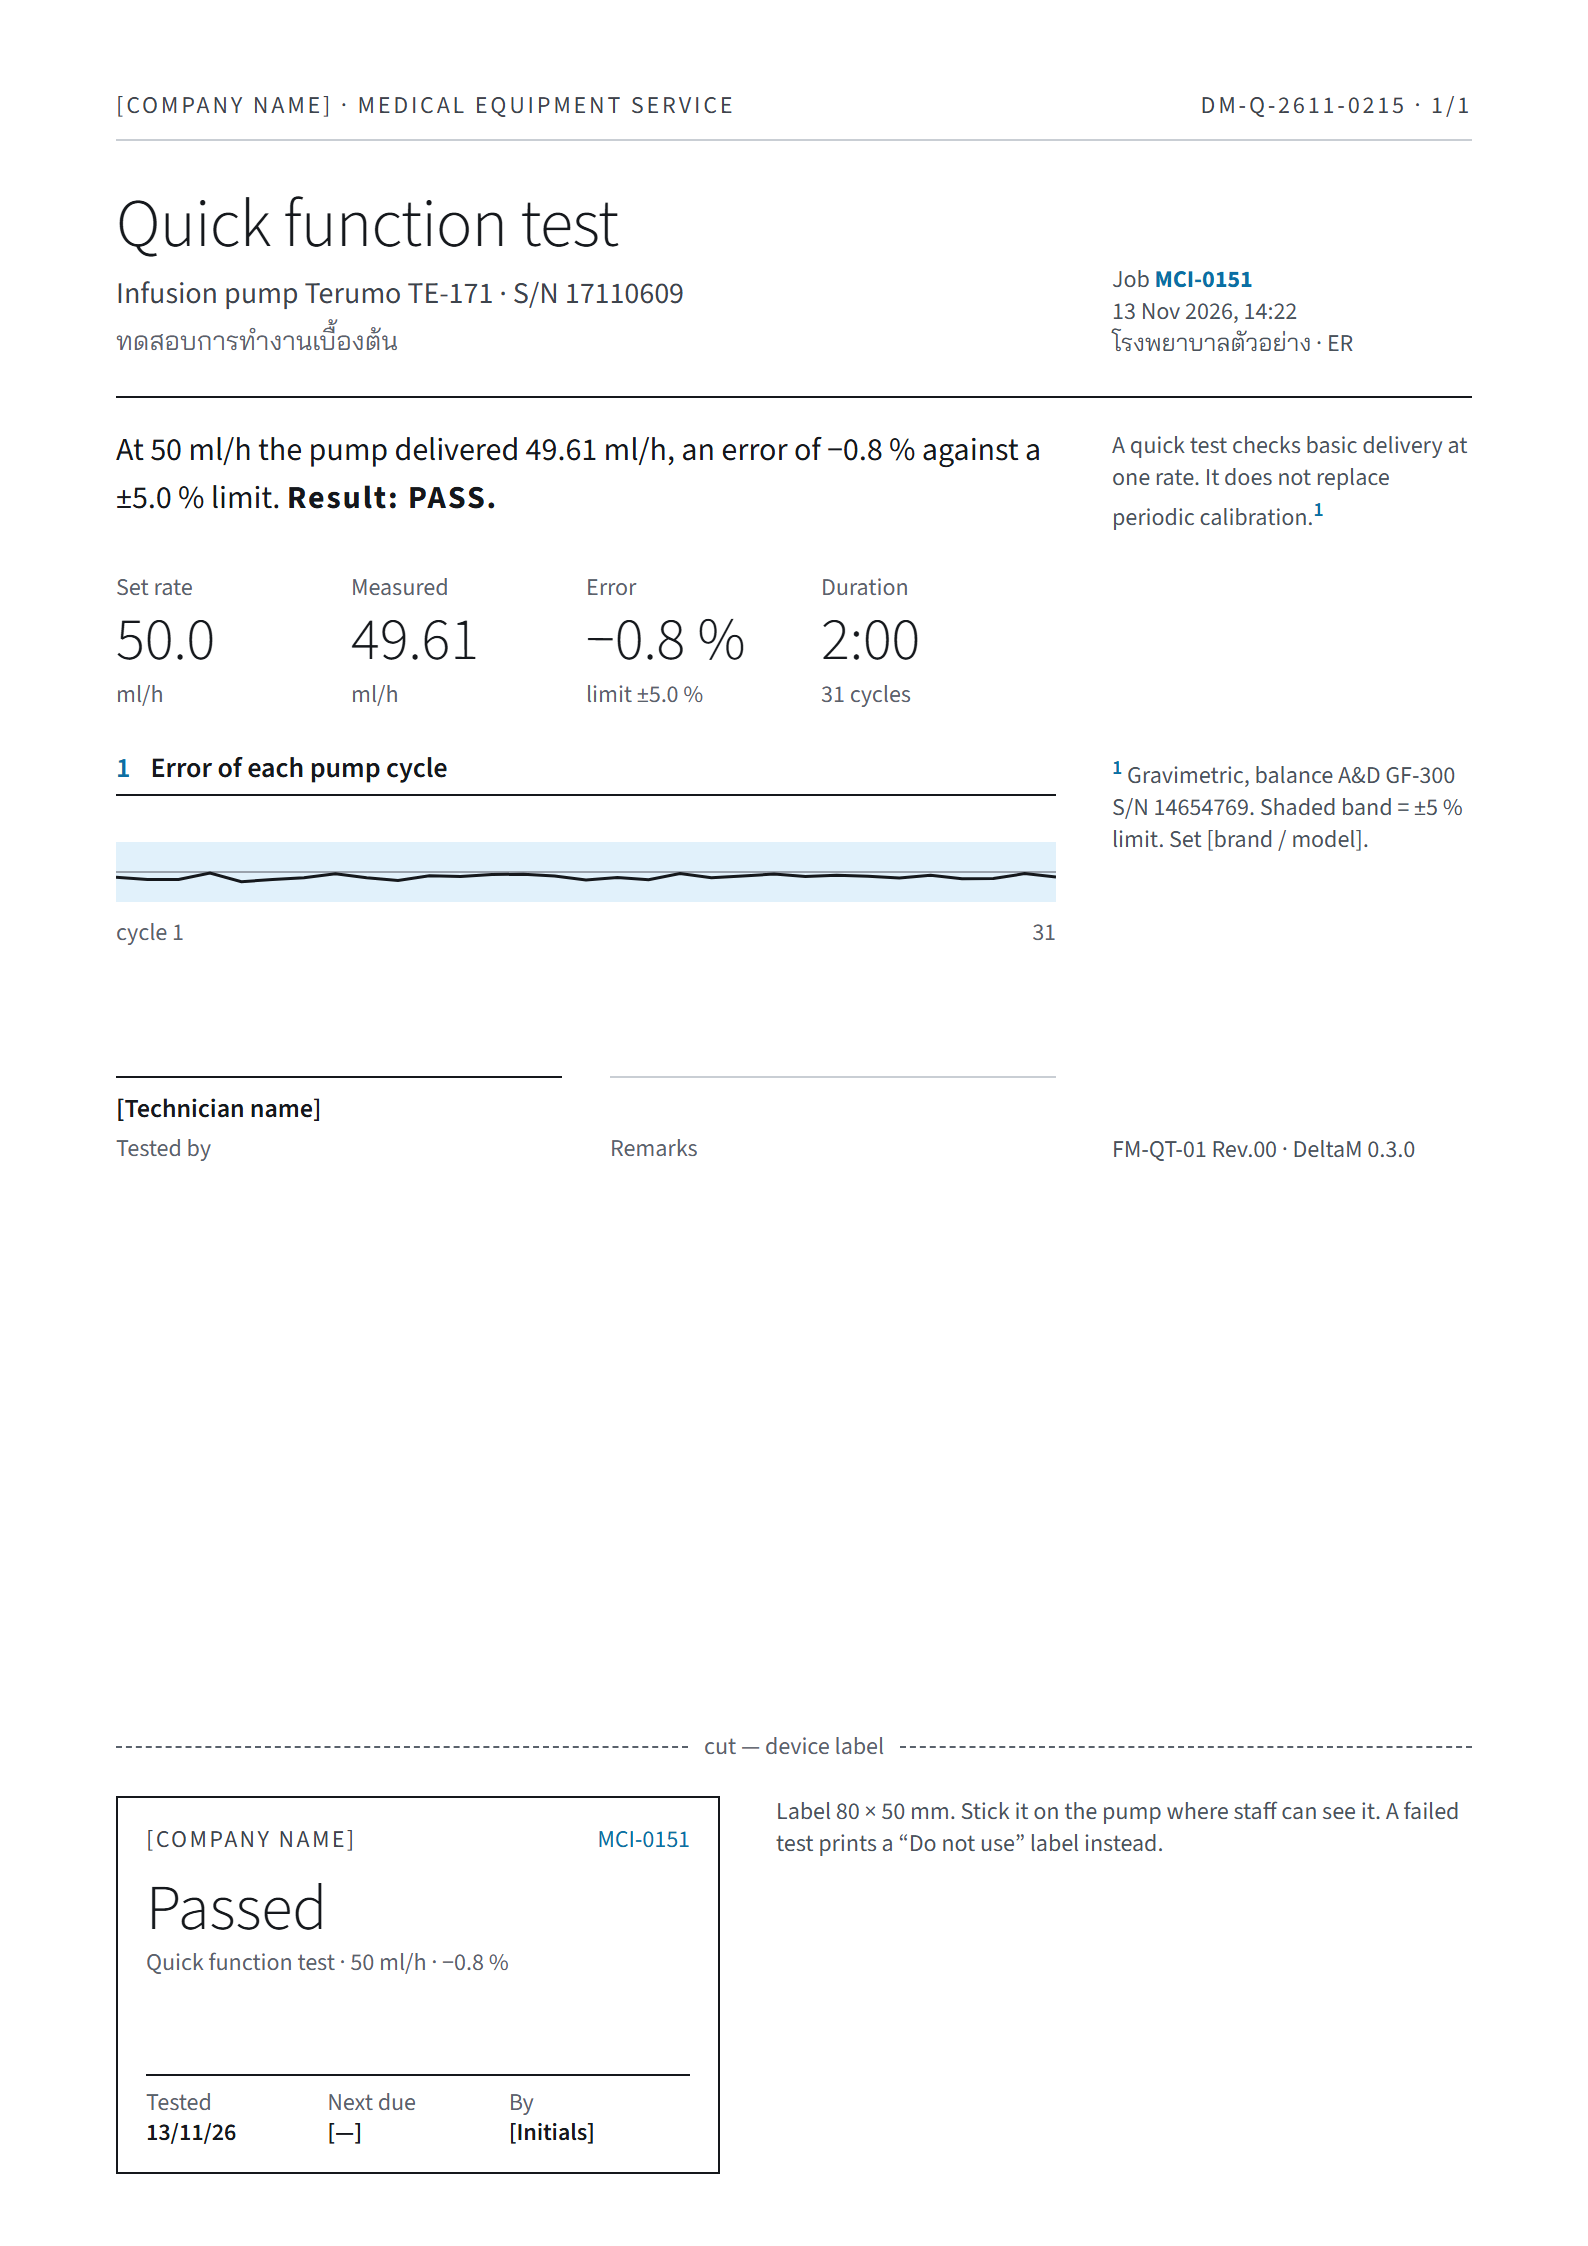 [COMPANY NAME] · MEDICAL EQUIPMENT SERVICE
DM-Q-2611-0215 · 1/1
Quick function test
Infusion pump Terumo TE-171 · S/N 17110609
ทดสอบการทำงานเบื้องต้น
Job MCI-0151
13 Nov 2026, 14:22
โรงพยาบาลตัวอย่าง · ER
At 50 ml/h the pump delivered 49.61 ml/h, an error of −0.8 % against a
±5.0 % limit. Result: PASS.
A quick test checks basic delivery at
one rate. It does not replace
periodic calibration.1
Set rate
50.0
ml/h
Measured
49.61
ml/h
Error
−0.8 %
limit ±5.0 %
Duration
2:00
31 cycles
1 Error of each pump cycle
1 Gravimetric, balance A&D GF-300
S/N 14654769. Shaded band = ±5 %
limit. Set [brand / model].
cycle 1
31
[Technician name]
Tested by
Remarks
FM-QT-01 Rev.00 · DeltaM 0.3.0
cut — device label
[COMPANY NAME]
MCI-0151
Passed
Quick function test · 50 ml/h · −0.8 %
Tested
13/11/26
Next due
[—]
By
[Initials]
Label 80 × 50 mm. Stick it on the pump where staff can see it. A failed
test prints a “Do not use” label instead.